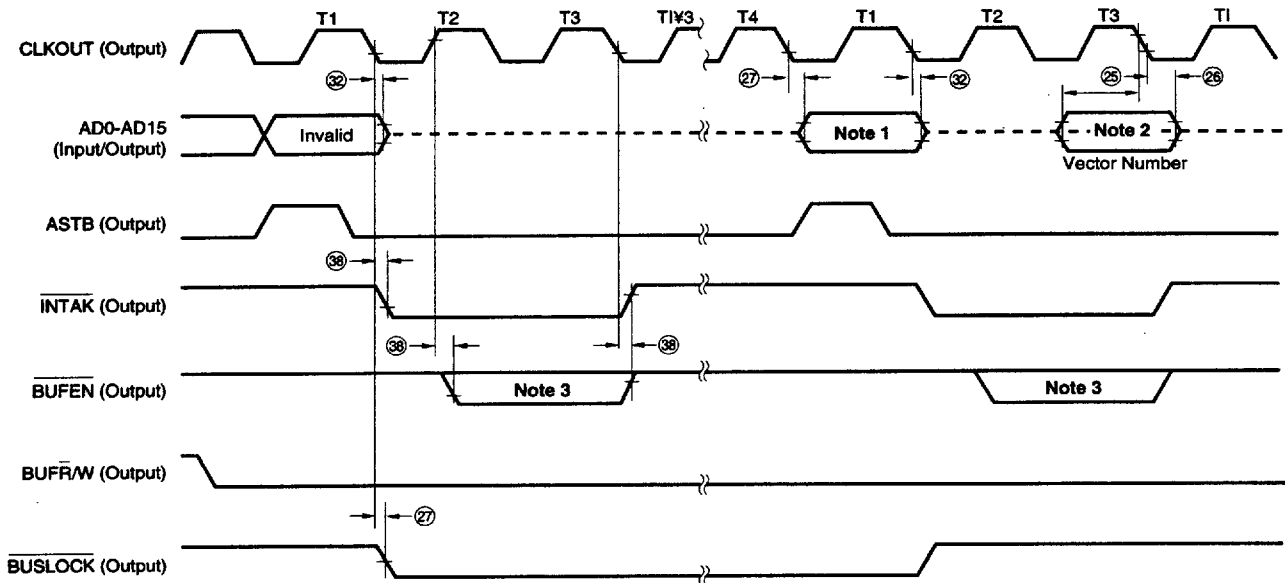 T1 T2 T3 TI¥3 T4 T1 T2 T3 TI
CLKOUT (Output)
32 27 32 25 26
AD0-AD15
(Input/Output)
Invalid Note 1 Note 2
Vector Number
ASTB (Output)
38
INTAK (Output)
38 38
BUFEN (Output)
Note 3 Note 3
BUFR/W (Output)
27
BUSLOCK (Output)